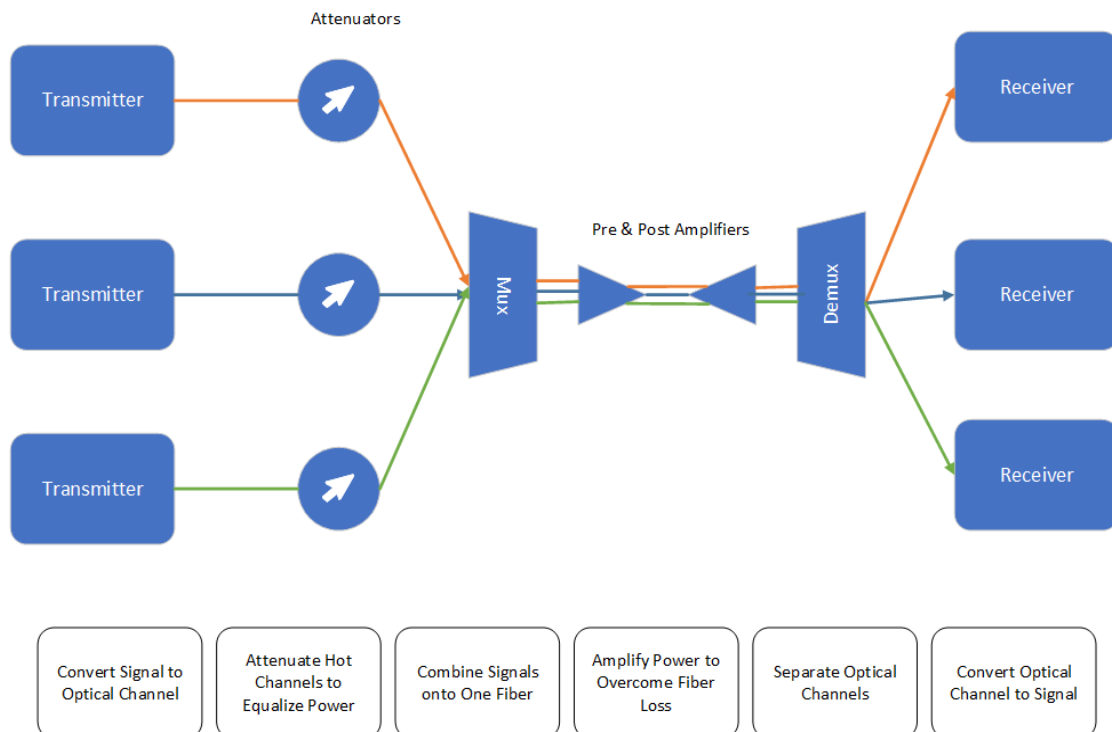 Attenuators
Transmitter
Receiver
Pre & Post Amplifiers
Transmitter
Mux
Demux
Receiver
Transmitter
Receiver
Convert Signal to
Optical Channel
Attenuate Hot
Channels to
Equalize Power
Combine Signals
onto One Fiber
Amplify Power to
Overcome Fiber
Loss
Separate Optical
Channels
Convert Optical
Channel to Signal